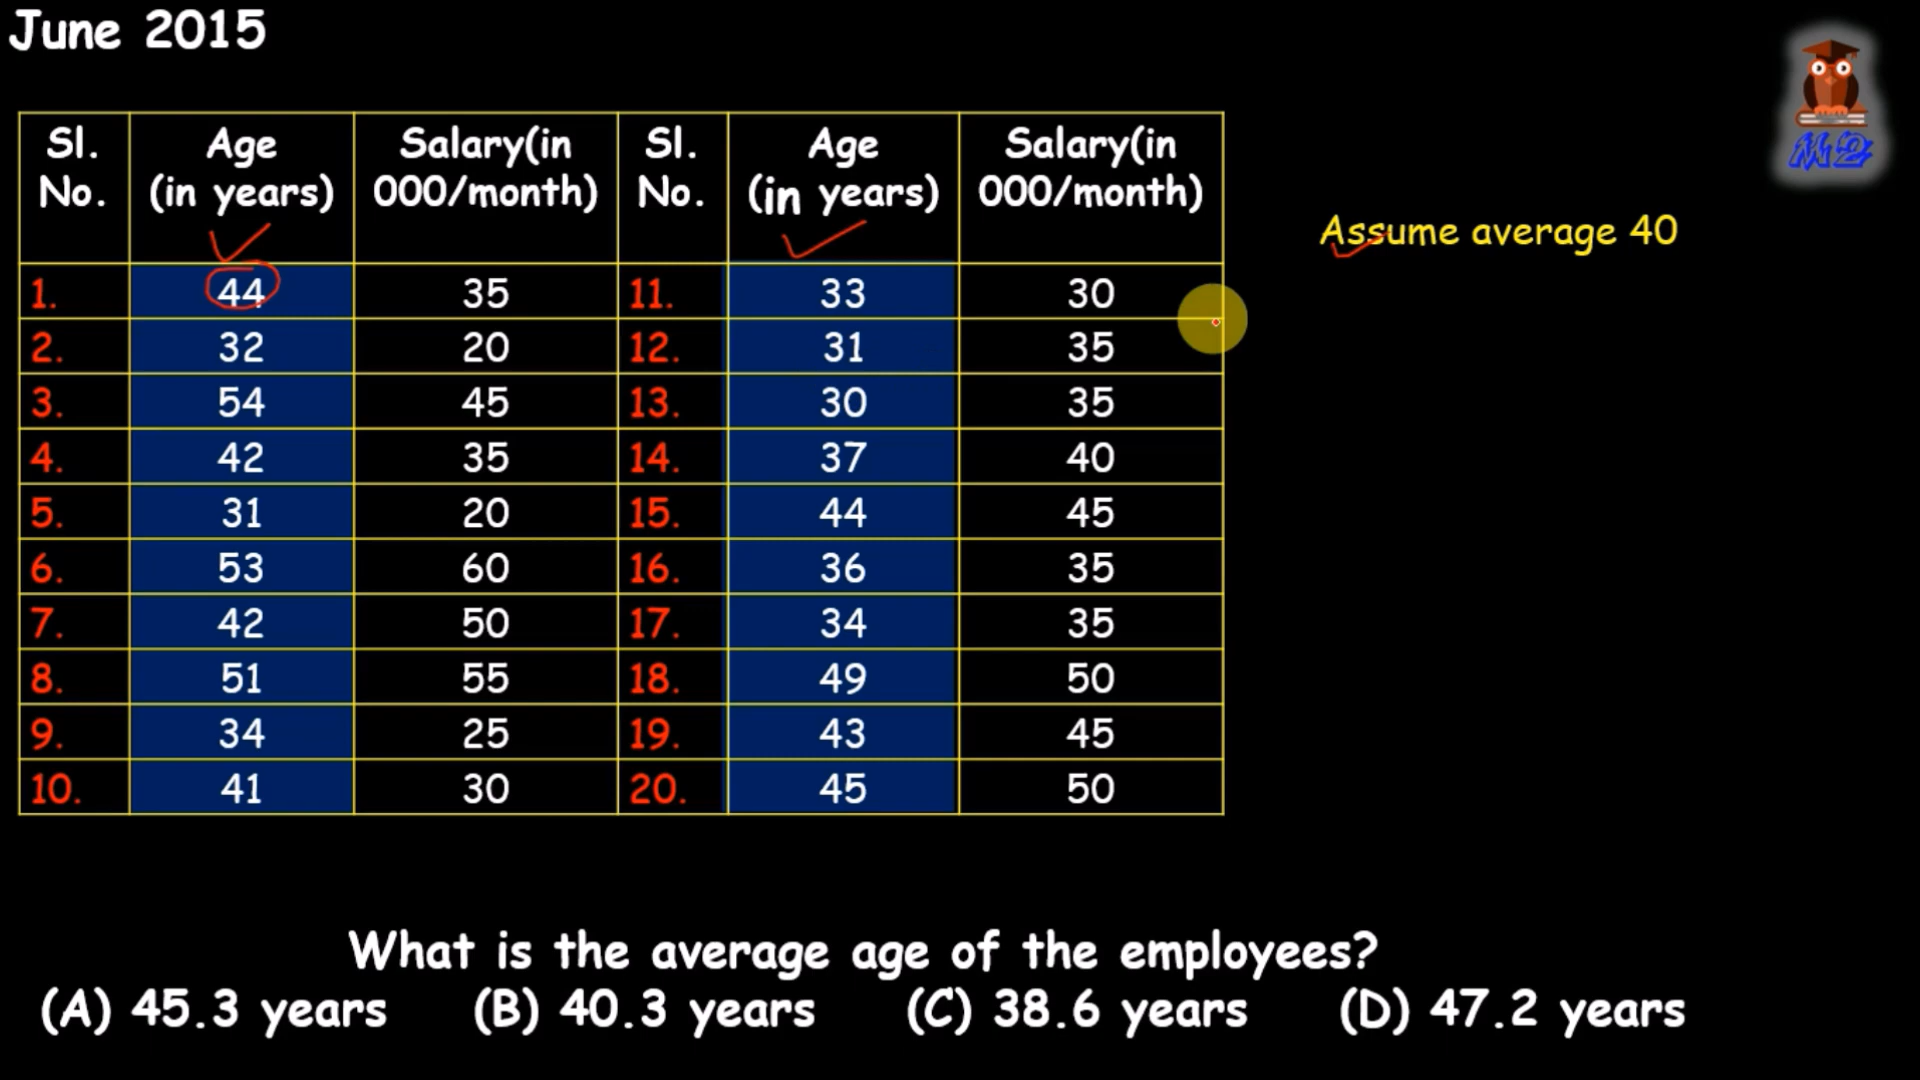 June 2015
M2
Sl. No. Age (in years) Salary(in 000/month) Sl. No. Age (in years) Salary(in 000/month)
Assume average 40
1. 44 35 11. 33 30
2. 32 20 12. 31 35
3. 54 45 13. 30 35
4. 42 35 14. 37 40
5. 31 20 15. 44 45
6. 53 60 16. 36 35
7. 42 50 17. 34 35
8. 51 55 18. 49 50
9. 34 25 19. 43 45
10. 41 30 20. 45 50
What is the average age of the employees?
(A) 45.3 years (B) 40.3 years (C) 38.6 years (D) 47.2 years